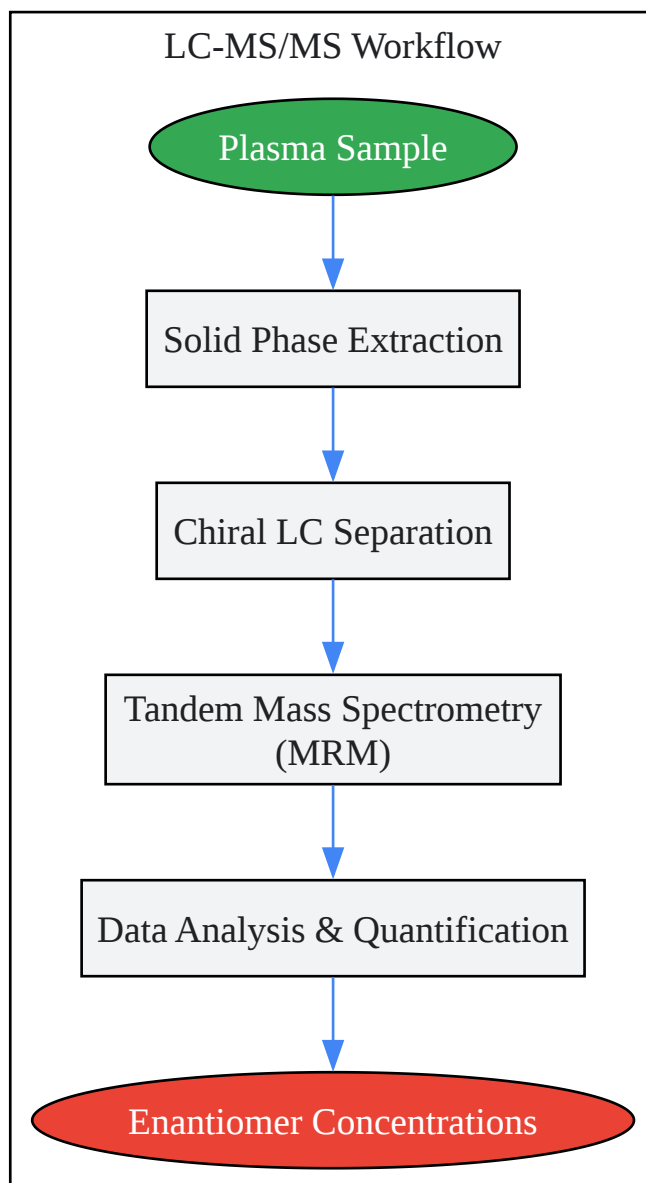 LC-MS/MS Workflow
Plasma Sample
Solid Phase Extraction
Chiral LC Separation
Tandem Mass Spectrometry
(MRM)
Data Analysis & Quantification
Enantiomer Concentrations